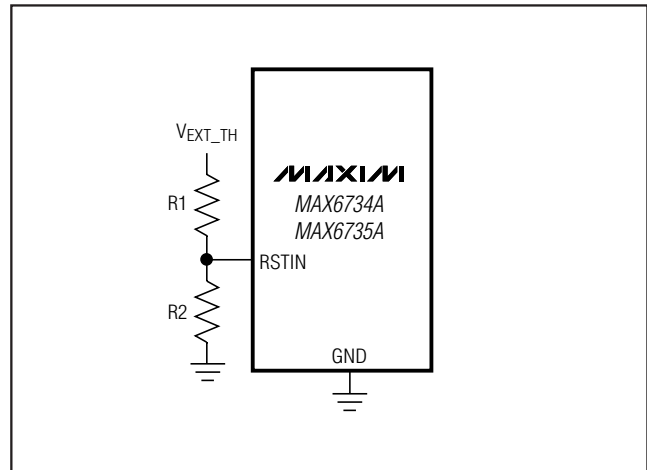 VEXT_TH
R1
MAXIM
MAX6734A
MAX6735A
RSTIN
R2
GND